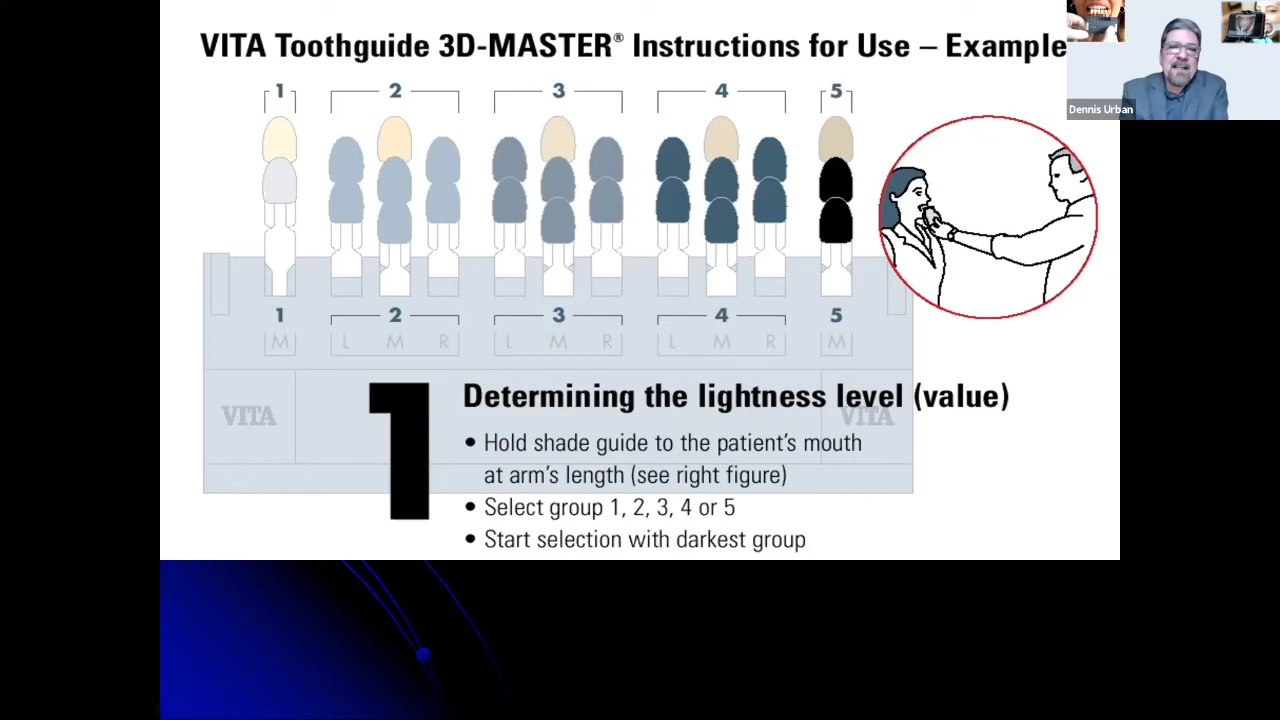 VITA Toothguide 3D-MASTER® Instructions for Use – Example
Dennis Urban
1 2 3 4 5
1 2 3 4 5
M L M R L M R L M R M
VITA VITA
1
Determining the lightness level (value)
• Hold shade guide to the patient's mouth
at arm's length (see right figure)
• Select group 1, 2, 3, 4 or 5
• Start selection with darkest group